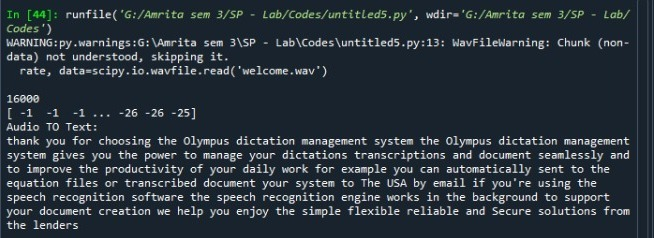 In [44]: runfile('G:/Amrita sem 3/SP - Lab/Codes/untitled5.py', wdir='G:/Amrita sem 3/SP - Lab/
Codes')
WARNING:py.warnings:G:\Amrita sem 3\SP - Lab\Codes\untitled5.py:13: WavFileWarning: Chunk (non-
data) not understood, skipping it.
  rate, data=scipy.io.wavfile.read('welcome.wav')

16000
[ -1  -1  -1 ... -26 -26 -25]
Audio TO Text:
thank you for choosing the Olympus dictation management system the Olympus dictation management
system gives you the power to manage your dictations transcriptions and document seamlessly and
to improve the productivity of your daily work for example you can automatically sent to the
equation files or transcribed document your system to The USA by email if you're using the
speech recognition software the speech recognition engine works in the background to support
your document creation we help you enjoy the simple flexible reliable and Secure solutions from
the lenders